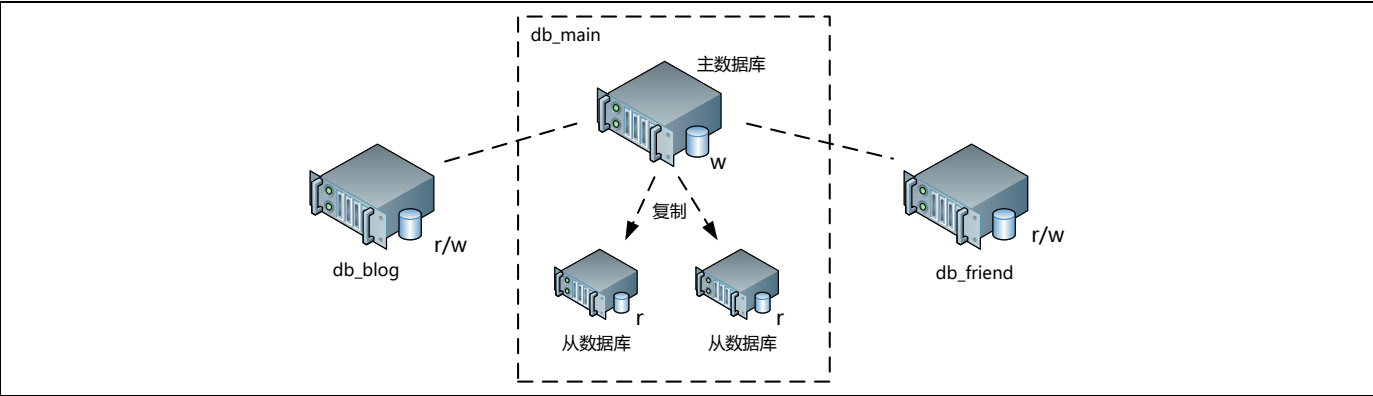 db_main
主数据库
w
复制
r/w
db_blog
r/w
db_friend
r
从数据库
r
从数据库